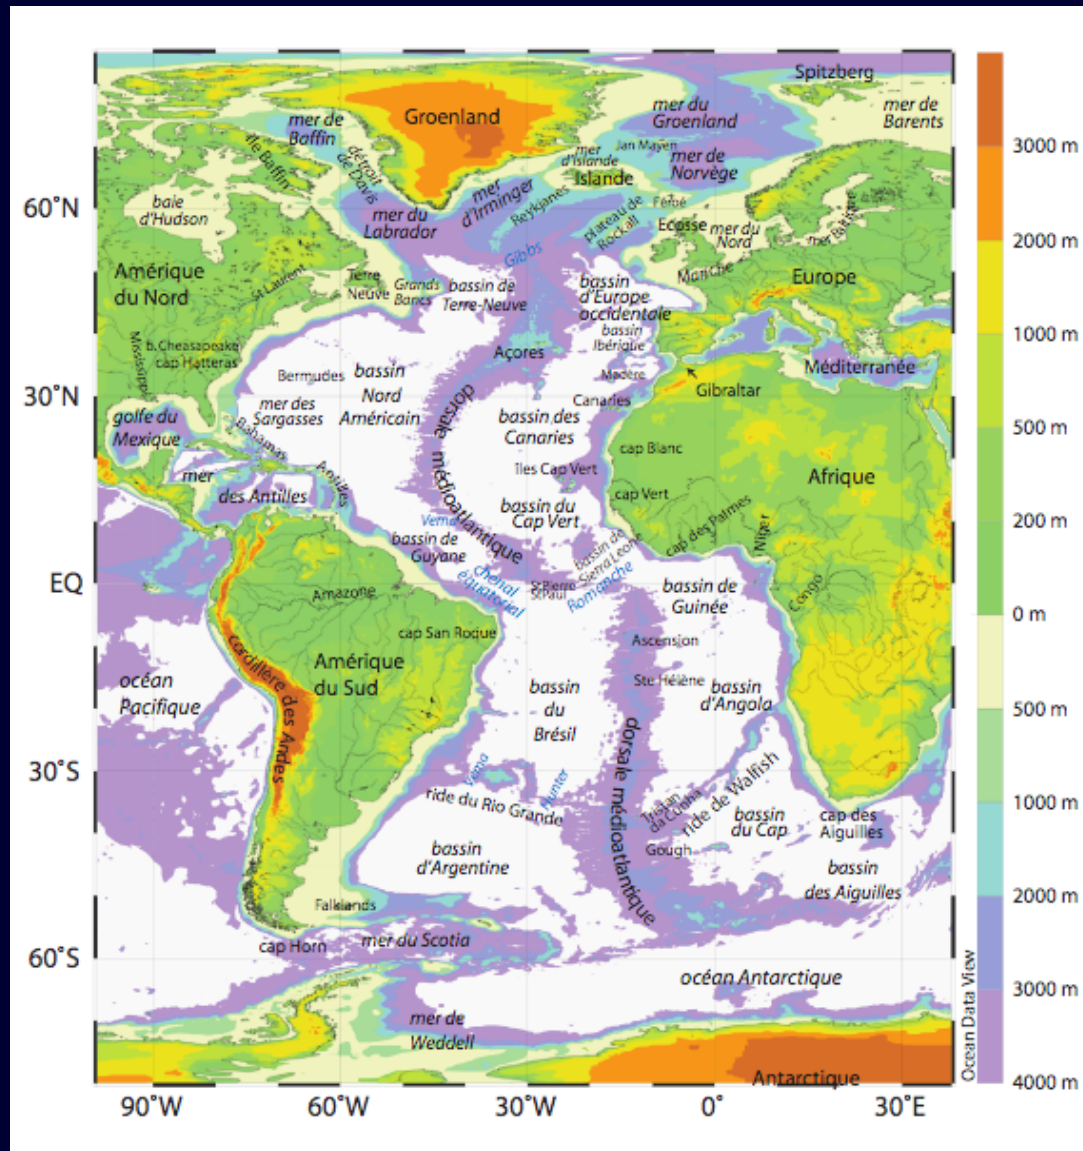 Spitzberg
Groenland
mer du
Groenland
mer de
Barents
mer de
Baffin
île Baffin
détroit
de Davis
Jan Mayen
mer
d'Islande
mer de
Norvège
Islande
mer
d'Irminger
Reykjanes
Féroé
plateau de
Rockall
Ecosse
mer du
Nord
mer Baltique
baie
d'Hudson
mer du
Labrador
Gibbs
Amérique
du Nord
St Laurent
Terre
Neuve
Grands
Bancs
bassin de
Terre-Neuve
bassin
d'Europe
occidentale
Manche
Europe
bassin
Ibérique
Mississippi
b.Cheasapeake
cap Hatteras
Açores
Bermudes
bassin
Nord
Américain
Madère
Gibraltar
Méditerranée
golfe du
Mexique
mer des
Sargasses
Bahamas
dorsale médioatlantique
bassin des
Canaries
Canaries
cap Blanc
mer
des Antilles
Antilles
îles Cap Vert
cap Vert
Afrique
Vema
bassin du
Cap Vert
cap des Palmes
Niger
bassin de
Guyane
bassin de
Sierra Leone
chenal
équatorial
St Pierre
St Paul
Romanche
bassin de
Guinée
Congo
Amazone
cap San Roque
Ascension
cordillère des Andes
Amérique
du Sud
océan
Pacifique
bassin
du
Brésil
Ste Hélène
bassin
d'Angola
dorsale médioatlantique
Vema
Hunter
ride du Rio Grande
Tristan
da Cunha
ride de Walfish
bassin
du Cap
cap des
Aiguilles
bassin
d'Argentine
Gough
bassin
des Aiguilles
Falklands
cap Horn
mer du Scotia
océan Antarctique
mer de
Weddell
Antarctique
60°N
30°N
EQ
30°S
60°S
90°W
60°W
30°W
0°
30°E
3000 m
2000 m
1000 m
500 m
200 m
0 m
500 m
1000 m
2000 m
3000 m
4000 m
Ocean Data View